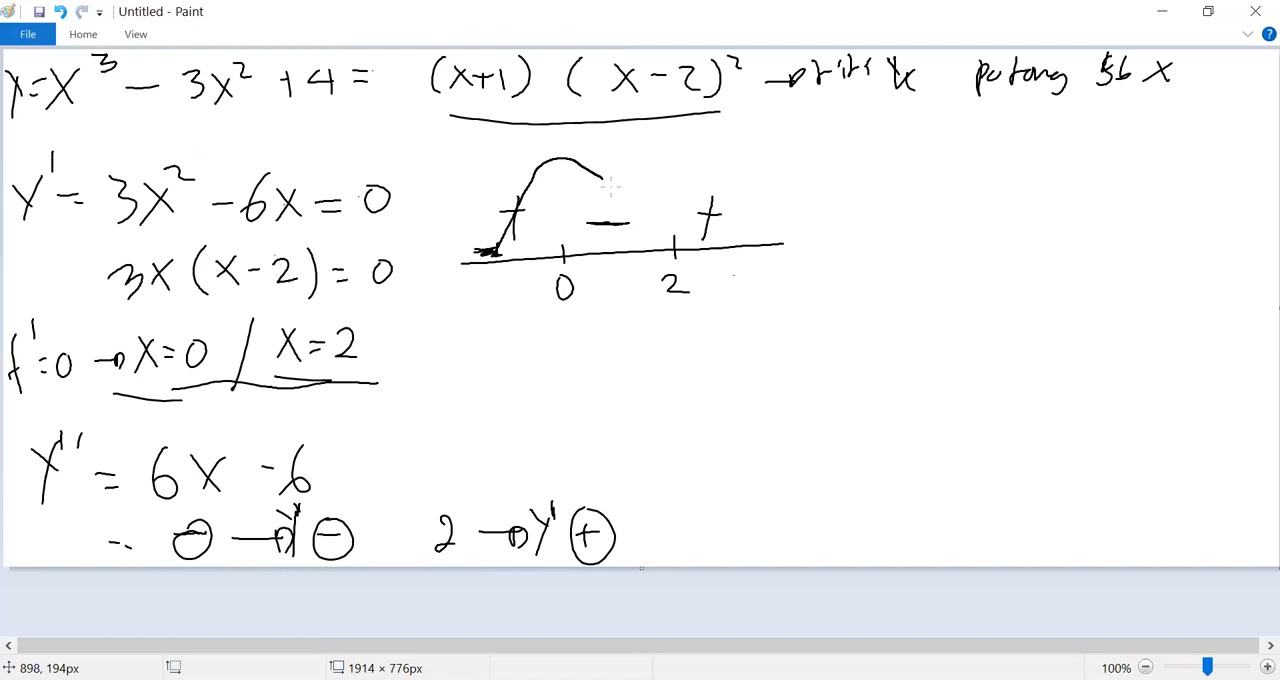 Untitled - Paint
File Home View
y = x³ - 3x² + 4 = (x+1) (x-2)² → titik potong sb x
y' = 3x² - 6x = 0
+ - +
3x (x-2) = 0
0 2
f' = 0 → x=0 / x=2
y'' = 6x - 6
→ y' - 2 → y' +
898, 194px 1914 × 776px 100%